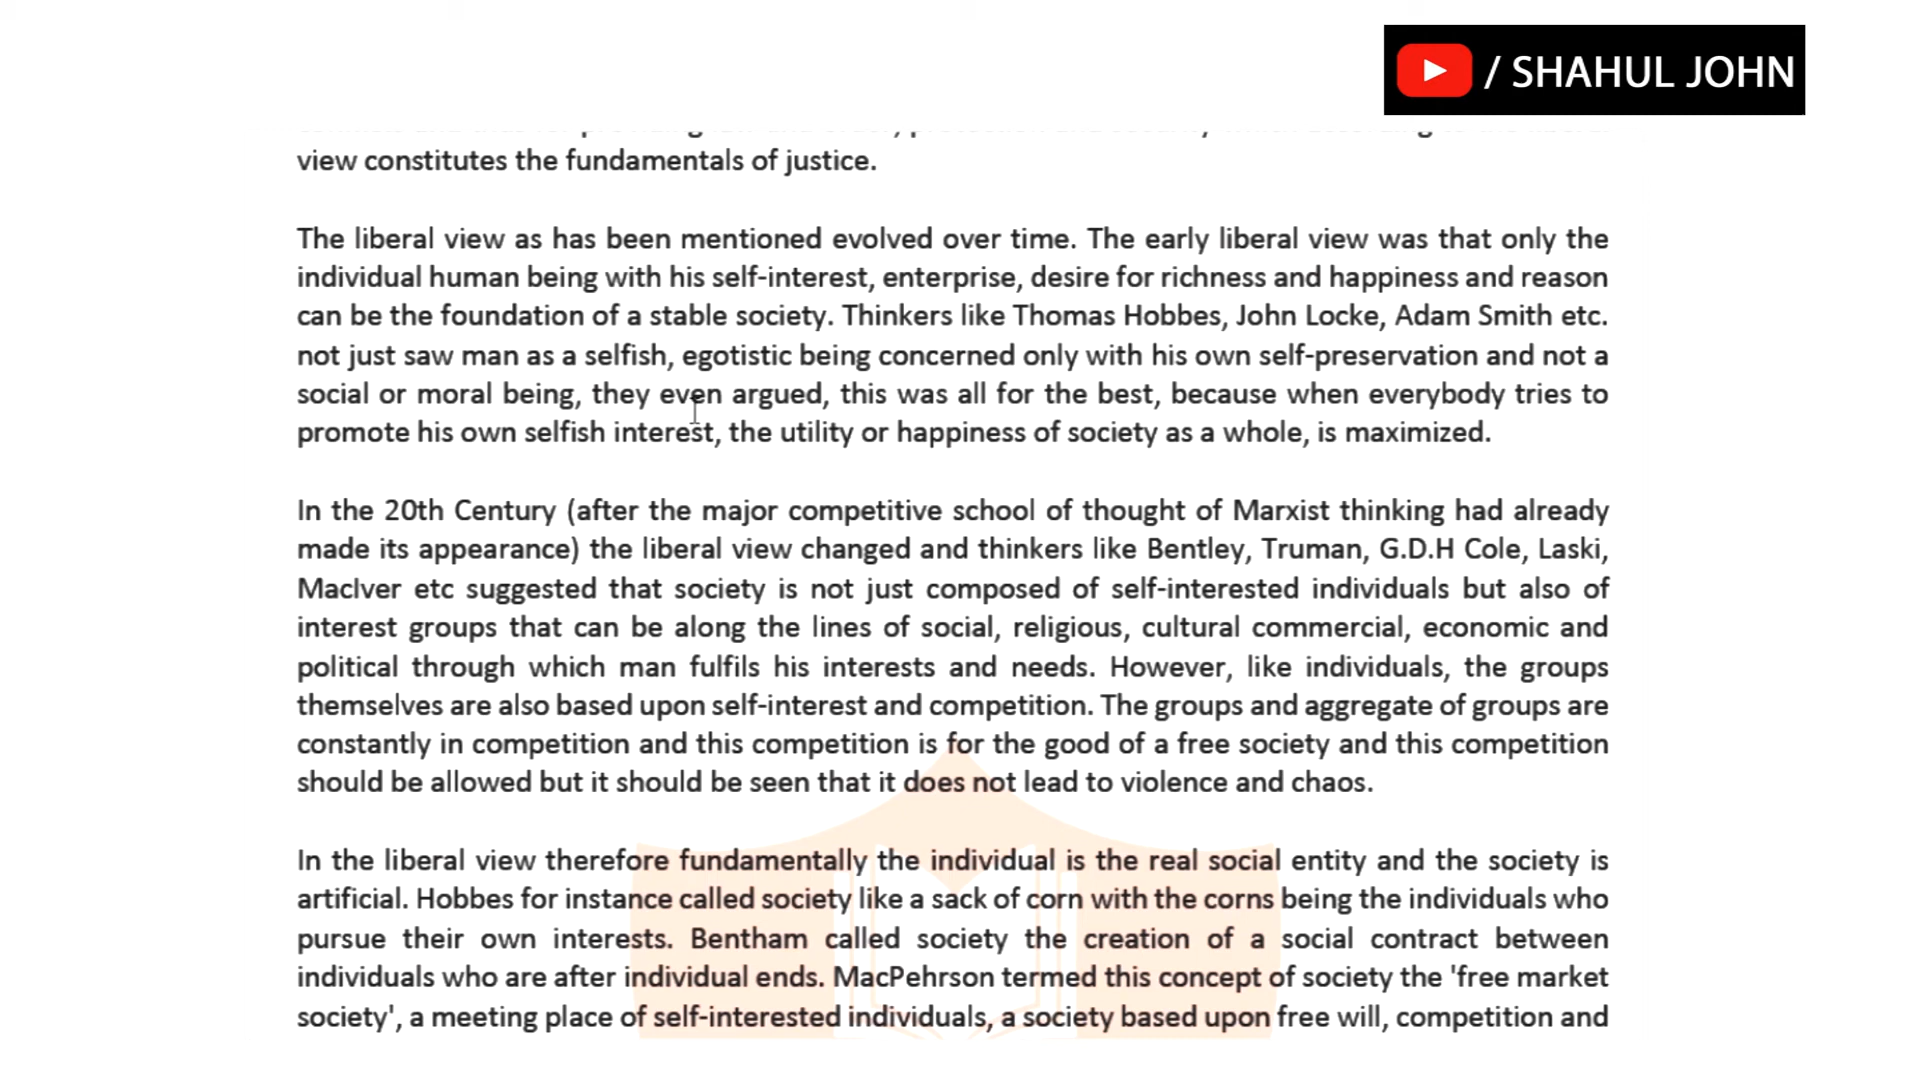 / SHAHUL JOHN
view constitutes the fundamentals of justice.
The liberal view as has been mentioned evolved over time. The early liberal view was that only the
individual human being with his self-interest, enterprise, desire for richness and happiness and reason
can be the foundation of a stable society. Thinkers like Thomas Hobbes, John Locke, Adam Smith etc.
not just saw man as a selfish, egotistic being concerned only with his own self-preservation and not a
social or moral being, they even argued, this was all for the best, because when everybody tries to
promote his own selfish interest, the utility or happiness of society as a whole, is maximized.
In the 20th Century (after the major competitive school of thought of Marxist thinking had already
made its appearance) the liberal view changed and thinkers like Bentley, Truman, G.D.H Cole, Laski,
MacIver etc suggested that society is not just composed of self-interested individuals but also of
interest groups that can be along the lines of social, religious, cultural commercial, economic and
political through which man fulfils his interests and needs. However, like individuals, the groups
themselves are also based upon self-interest and competition. The groups and aggregate of groups are
constantly in competition and this competition is for the good of a free society and this competition
should be allowed but it should be seen that it does not lead to violence and chaos.
In the liberal view therefore fundamentally the individual is the real social entity and the society is
artificial. Hobbes for instance called society like a sack of corn with the corns being the individuals who
pursue their own interests. Bentham called society the creation of a social contract between
individuals who are after individual ends. MacPehrson termed this concept of society the 'free market
society', a meeting place of self-interested individuals, a society based upon free will, competition and